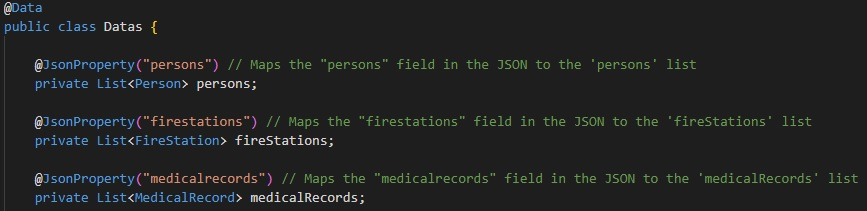 @Data
public class Datas {
@JsonProperty("persons") // Maps the "persons" field in the JSON to the 'persons' list
private List<Person> persons;
@JsonProperty("firestations") // Maps the "firestations" field in the JSON to the 'fireStations' list
private List<FireStation> fireStations;
@JsonProperty("medicalrecords") // Maps the "medicalrecords" field in the JSON to the 'medicalRecords' list
private List<MedicalRecord> medicalRecords;